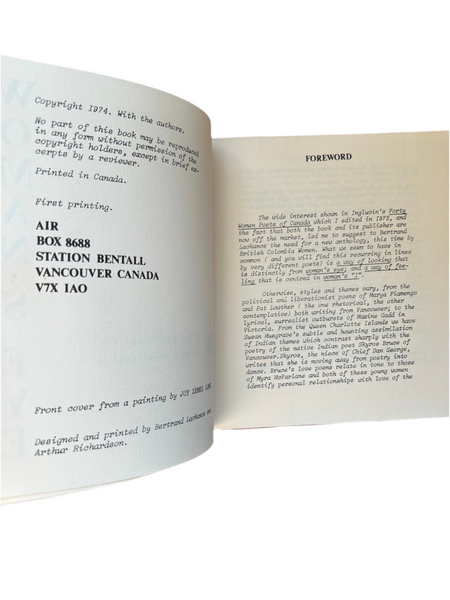 Copyright 1974. With the authors.
No part of this book may be reproduced
in any form without permission of the
copyright holders, except in brief ex-
cerpts by a reviewer.
Printed in Canada.
First printing.
AIR
BOX 8688
STATION BENTALL
VANCOUVER CANADA
V7X IAO
Front cover from a painting by JOY ZEMEL LONG
Designed and printed by Bertrand Lachance and
Arthur Richardson.
FOREWORD
The wide interest shown in Ingluvin's Forty
Women Poets of Canada which I edited in 1973, and
the fact that both the book and its publisher are
now off the market, led me to suggest to Bertrand
Lachance the need for a new anthology, this time by
British Colombia Women. What we seem to have in
common ( and you will find this recurring in lines
by very different poets) is a way of looking that
is distinctly from woman's eye; and a way of fee-
ling that is central in woman's "I".
Otherwise, styles and themes vary, from the
political and liberationist poems of Marya Fiamengo
and Pat Lowther ( the one rhetorical, the other
contemplative) both writing from Vancouver; to the
lyrical, surrealist outbursts of Maxine Gadd in
Victoria. From the Queen Charlotte Islands we have
Susan Musgrave's subtle and haunting assimilation
of Indian themes which contrast sharply with the
poetry of the native Indian poet Skyros Bruce of
Vancouver. Skyros, the niece of Chief Dan George,
writes that she is moving away from poetry into
dance. Bruce's love poems relate in tone to those
of Myra McFarlane and both of these young women
identify personal relationships with love of the